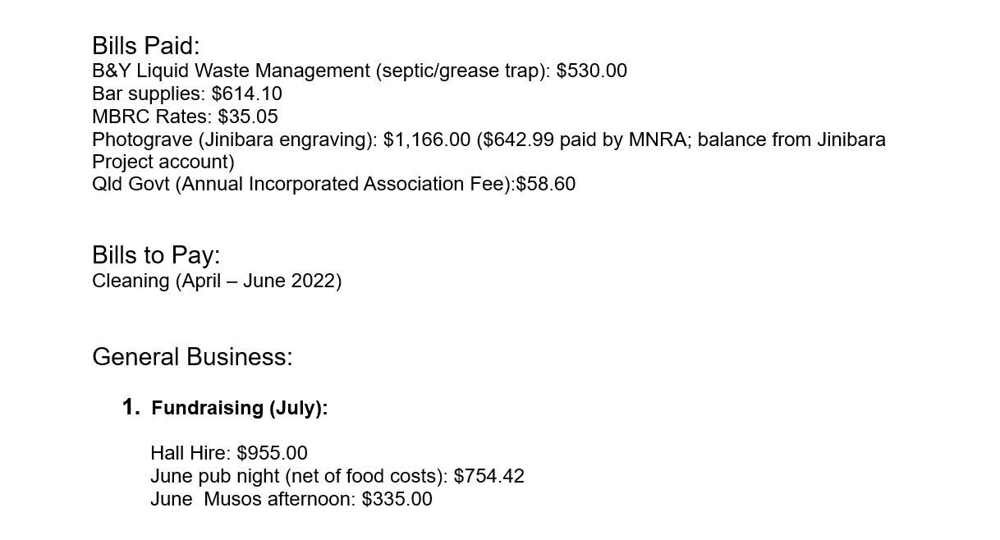 Bills Paid:
B&Y Liquid Waste Management (septic/grease trap): $530.00
Bar supplies: $614.10
MBRC Rates: $35.05
Photograve (Jinibara engraving): $1,166.00 ($642.99 paid by MNRA; balance from Jinibara
Project account)
Qld Govt (Annual Incorporated Association Fee):$58.60
Bills to Pay:
Cleaning (April – June 2022)
General Business:
1. Fundraising (July):
Hall Hire: $955.00
June pub night (net of food costs): $754.42
June  Musos afternoon: $335.00